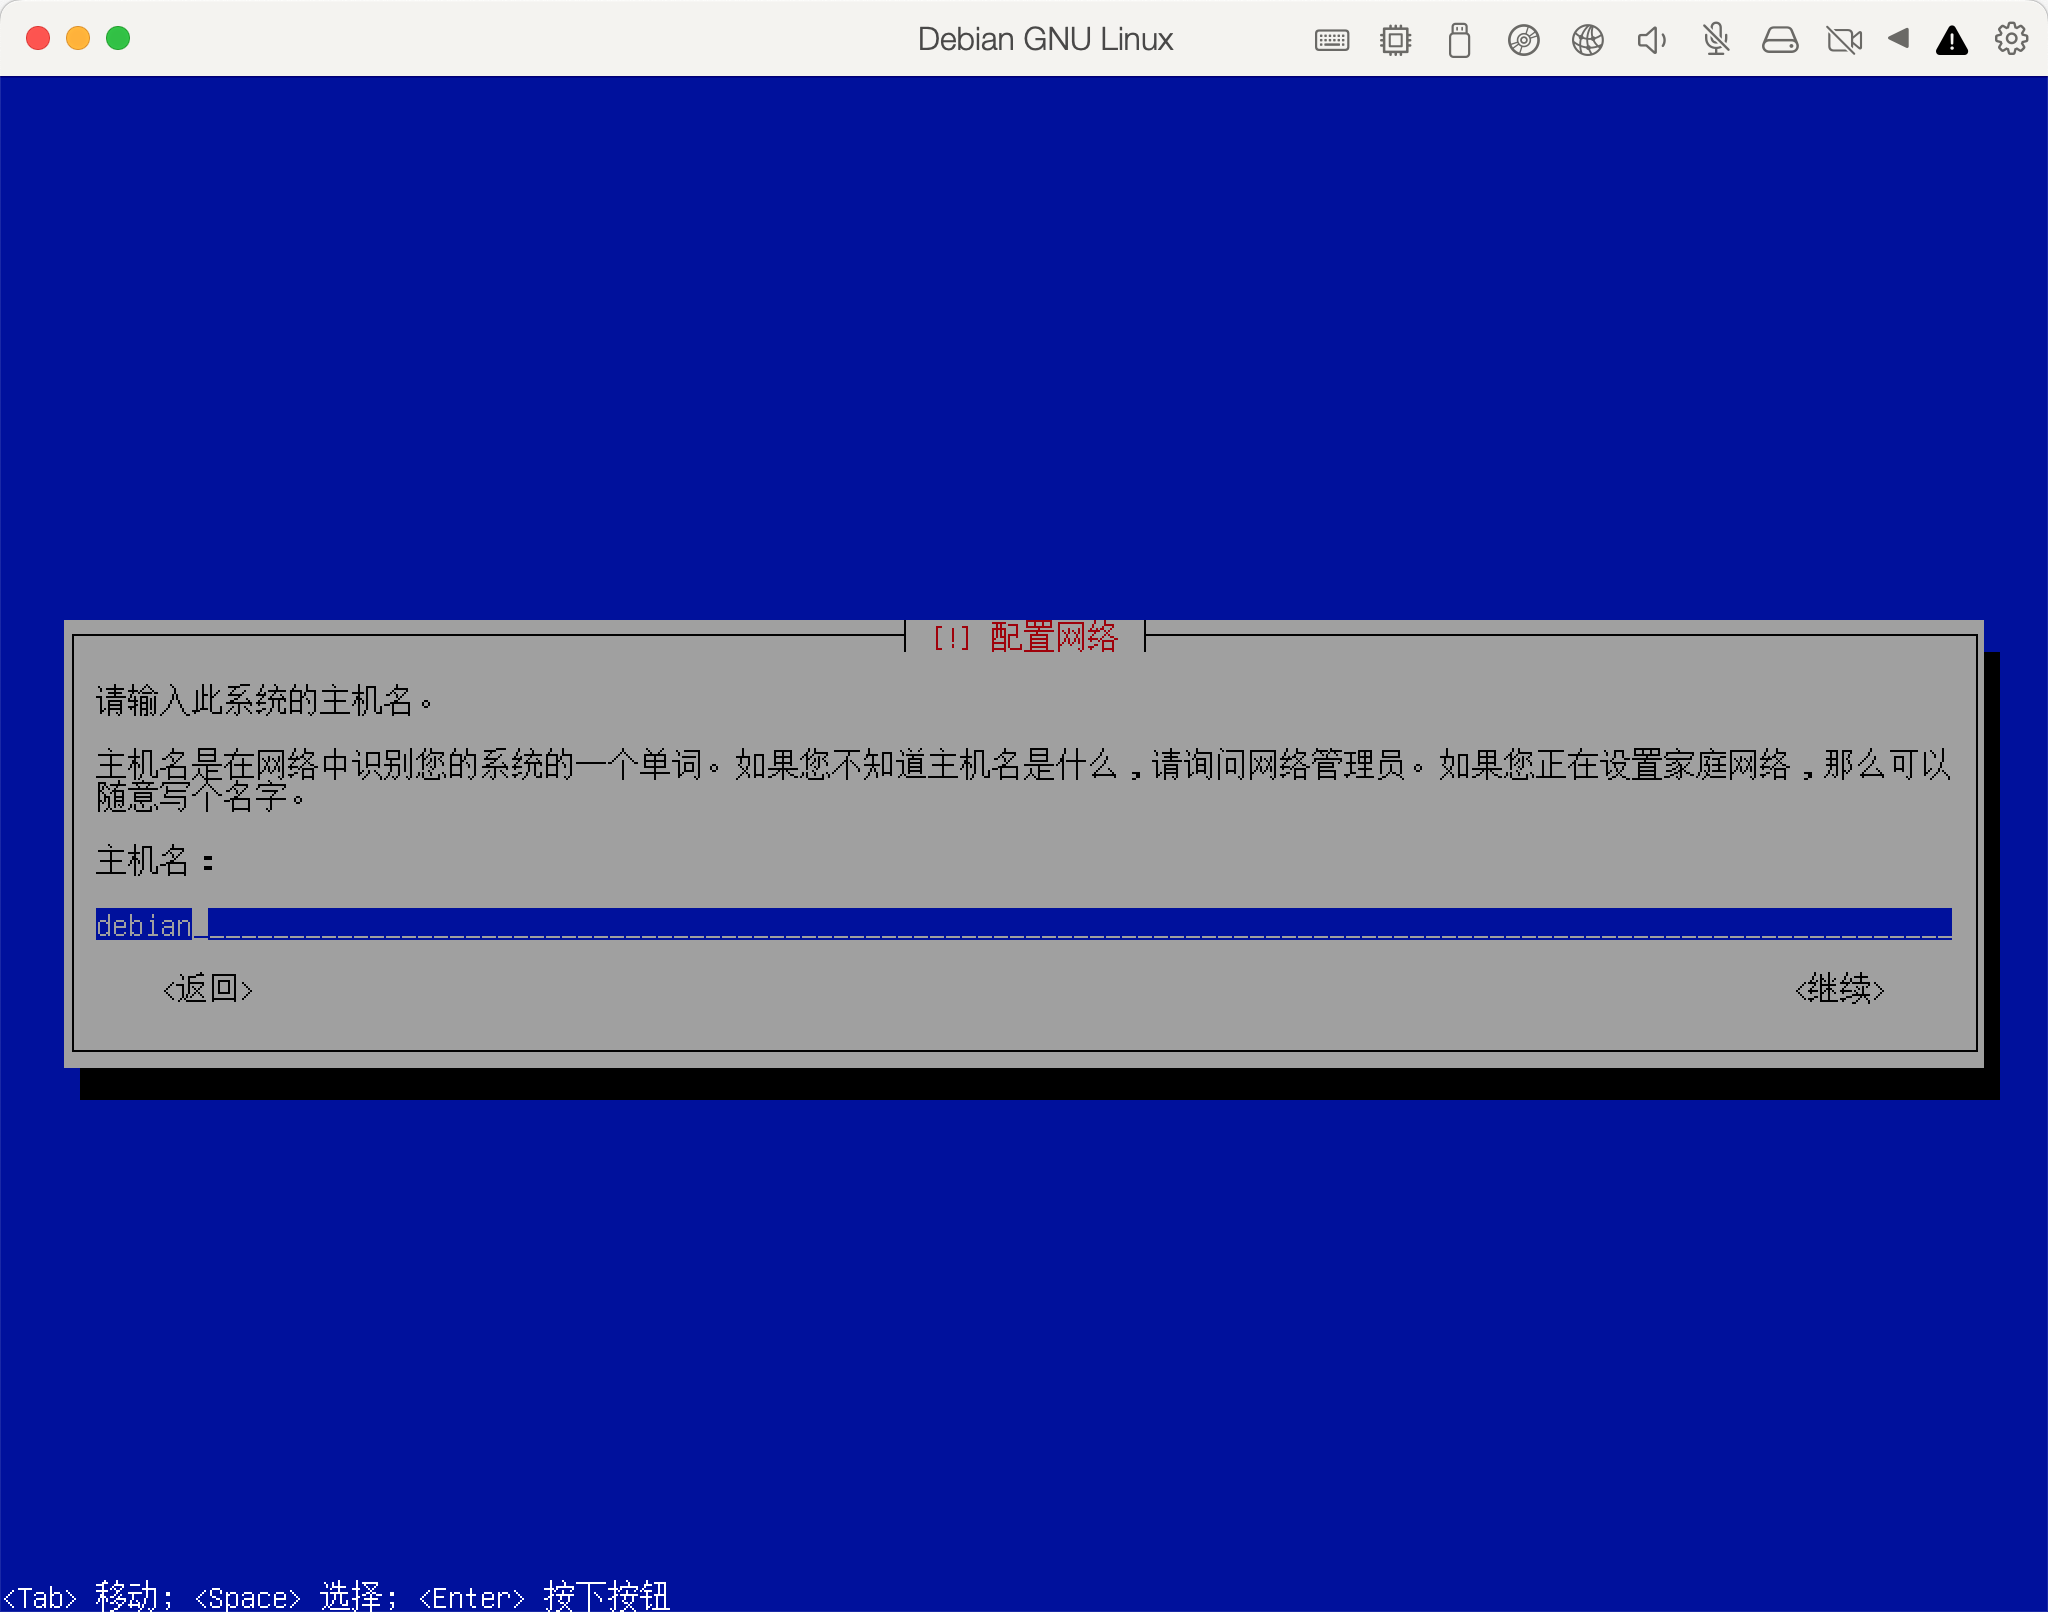 Debian GNU Linux
[!] 配置网络
请输入此系统的主机名。
主机名是在网络中识别您的系统的一个单词。如果您不知道主机名是什么，请询问网络管理员。如果您正在设置家庭网络，那么可以
随意写个名字。
主机名：
debian
<返回> <继续>
<Tab> 移动; <Space> 选择; <Enter> 按下按钮